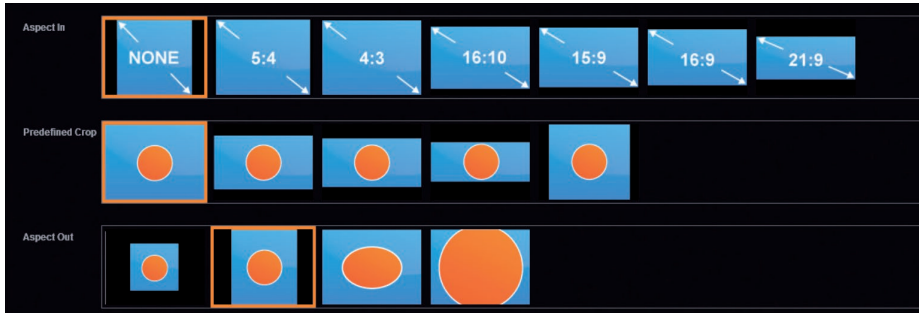 Aspect In
NONE 5:4 4:3 16:10 15:9 16:9 21:9
Predefined Crop
Aspect Out